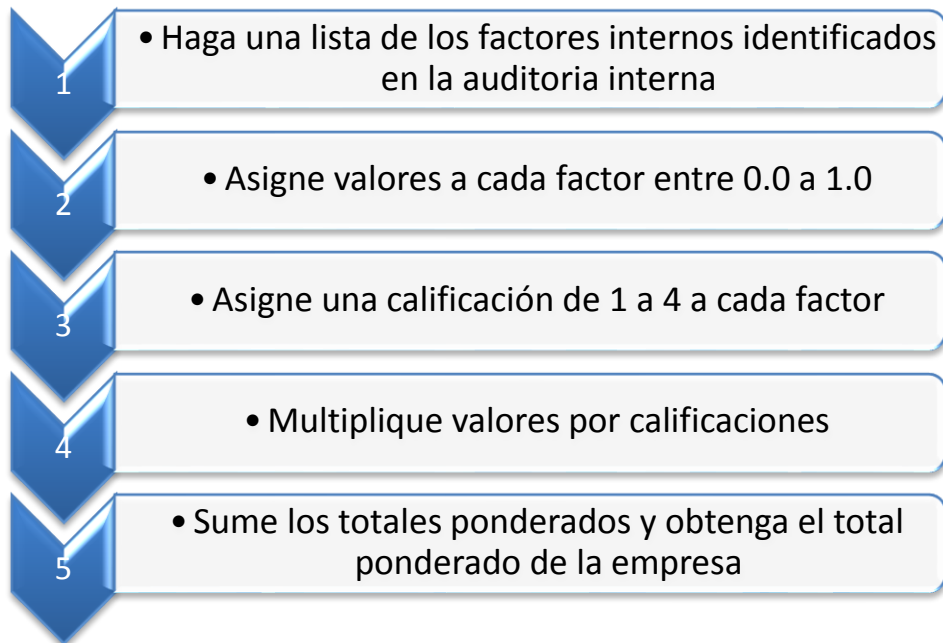 1
• Haga una lista de los factores internos identificados
en la auditoria interna
2
• Asigne valores a cada factor entre 0.0 a 1.0
3
• Asigne una calificación de 1 a 4 a cada factor
4
• Multiplique valores por calificaciones
5
• Sume los totales ponderados y obtenga el total
ponderado de la empresa